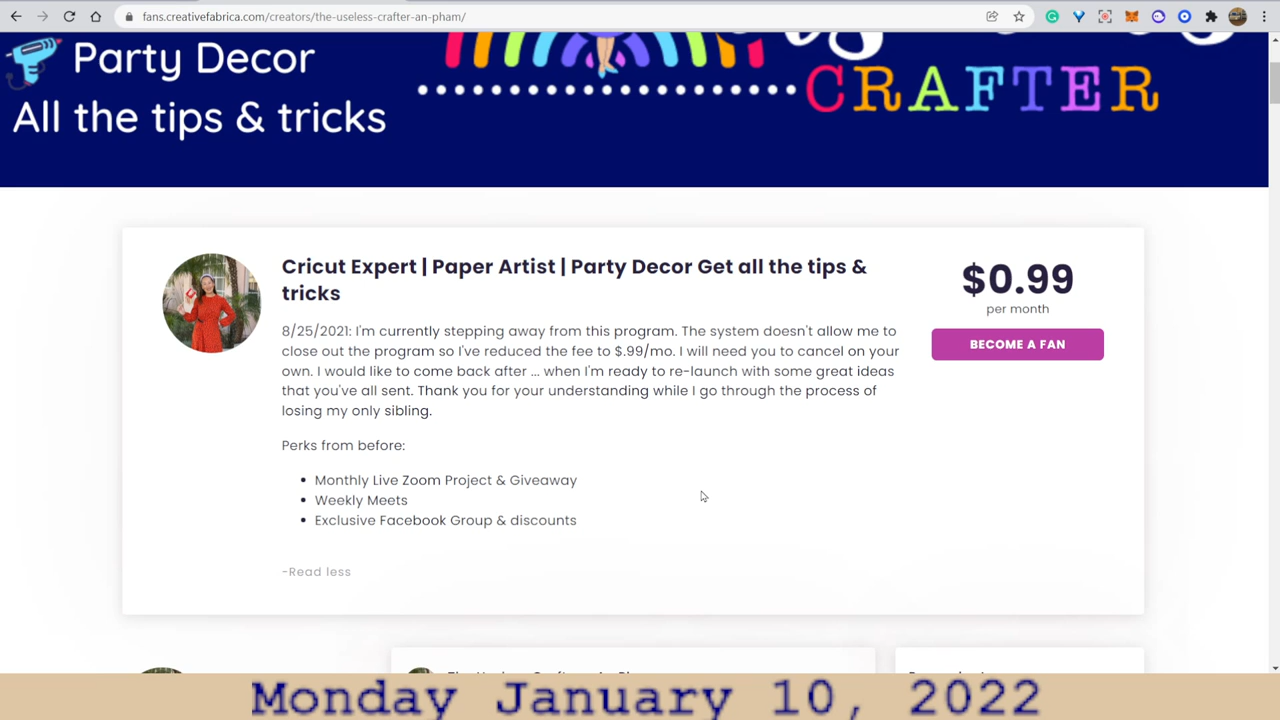 fans.creativefabrica.com/creators/the-useless-crafter-an-pham/
Party Decor
All the tips & tricks
CRAFTER
Cricut Expert | Paper Artist | Party Decor Get all the tips &
tricks
8/25/2021: I'm currently stepping away from this program. The system doesn't allow me to
close out the program so I've reduced the fee to $.99/mo. I will need you to cancel on your
own. I would like to come back after ... when I'm ready to re-launch with some great ideas
that you've all sent. Thank you for your understanding while I go through the process of
losing my only sibling.
Perks from before:
Monthly Live Zoom Project & Giveaway
Weekly Meets
Exclusive Facebook Group & discounts
-Read less
$0.99
per month
BECOME A FAN
Monday January 10, 2022